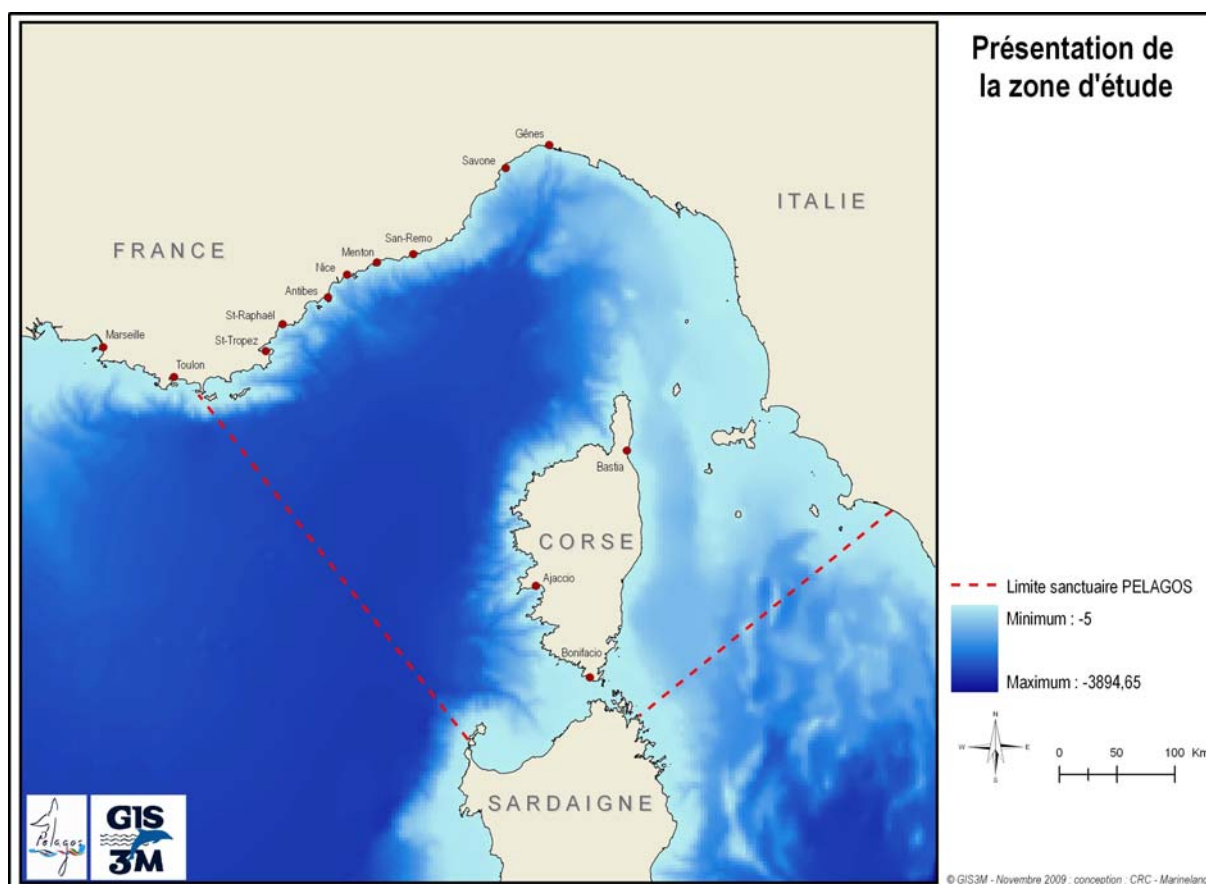 Présentation de
la zone d'étude
Gênes
Savone
ITALIE
FRANCE
San-Remo
Menton
Nice
Antibes
St-Raphaël
Marseille
St-Tropez
Toulon
Bastia
CORSE
Ajaccio
Bonifacio
SARDAIGNE
Limite sanctuaire PELAGOS
Minimum : -5
Maximum : -3894,65
N
W E
S
0 50 100 Km
Pelagos
GIS
3M
© GIS3M - Novembre 2009 : conception : CRC - Marineland